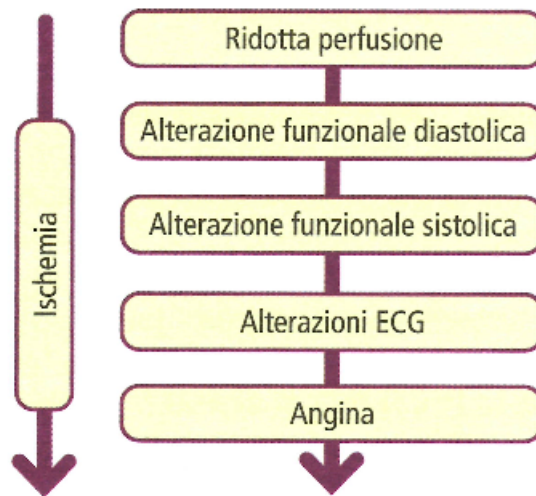 Ridotta perfusione
Alterazione funzionale diastolica
Alterazione funzionale sistolica
Alterazioni ECG
Angina
Ischemia